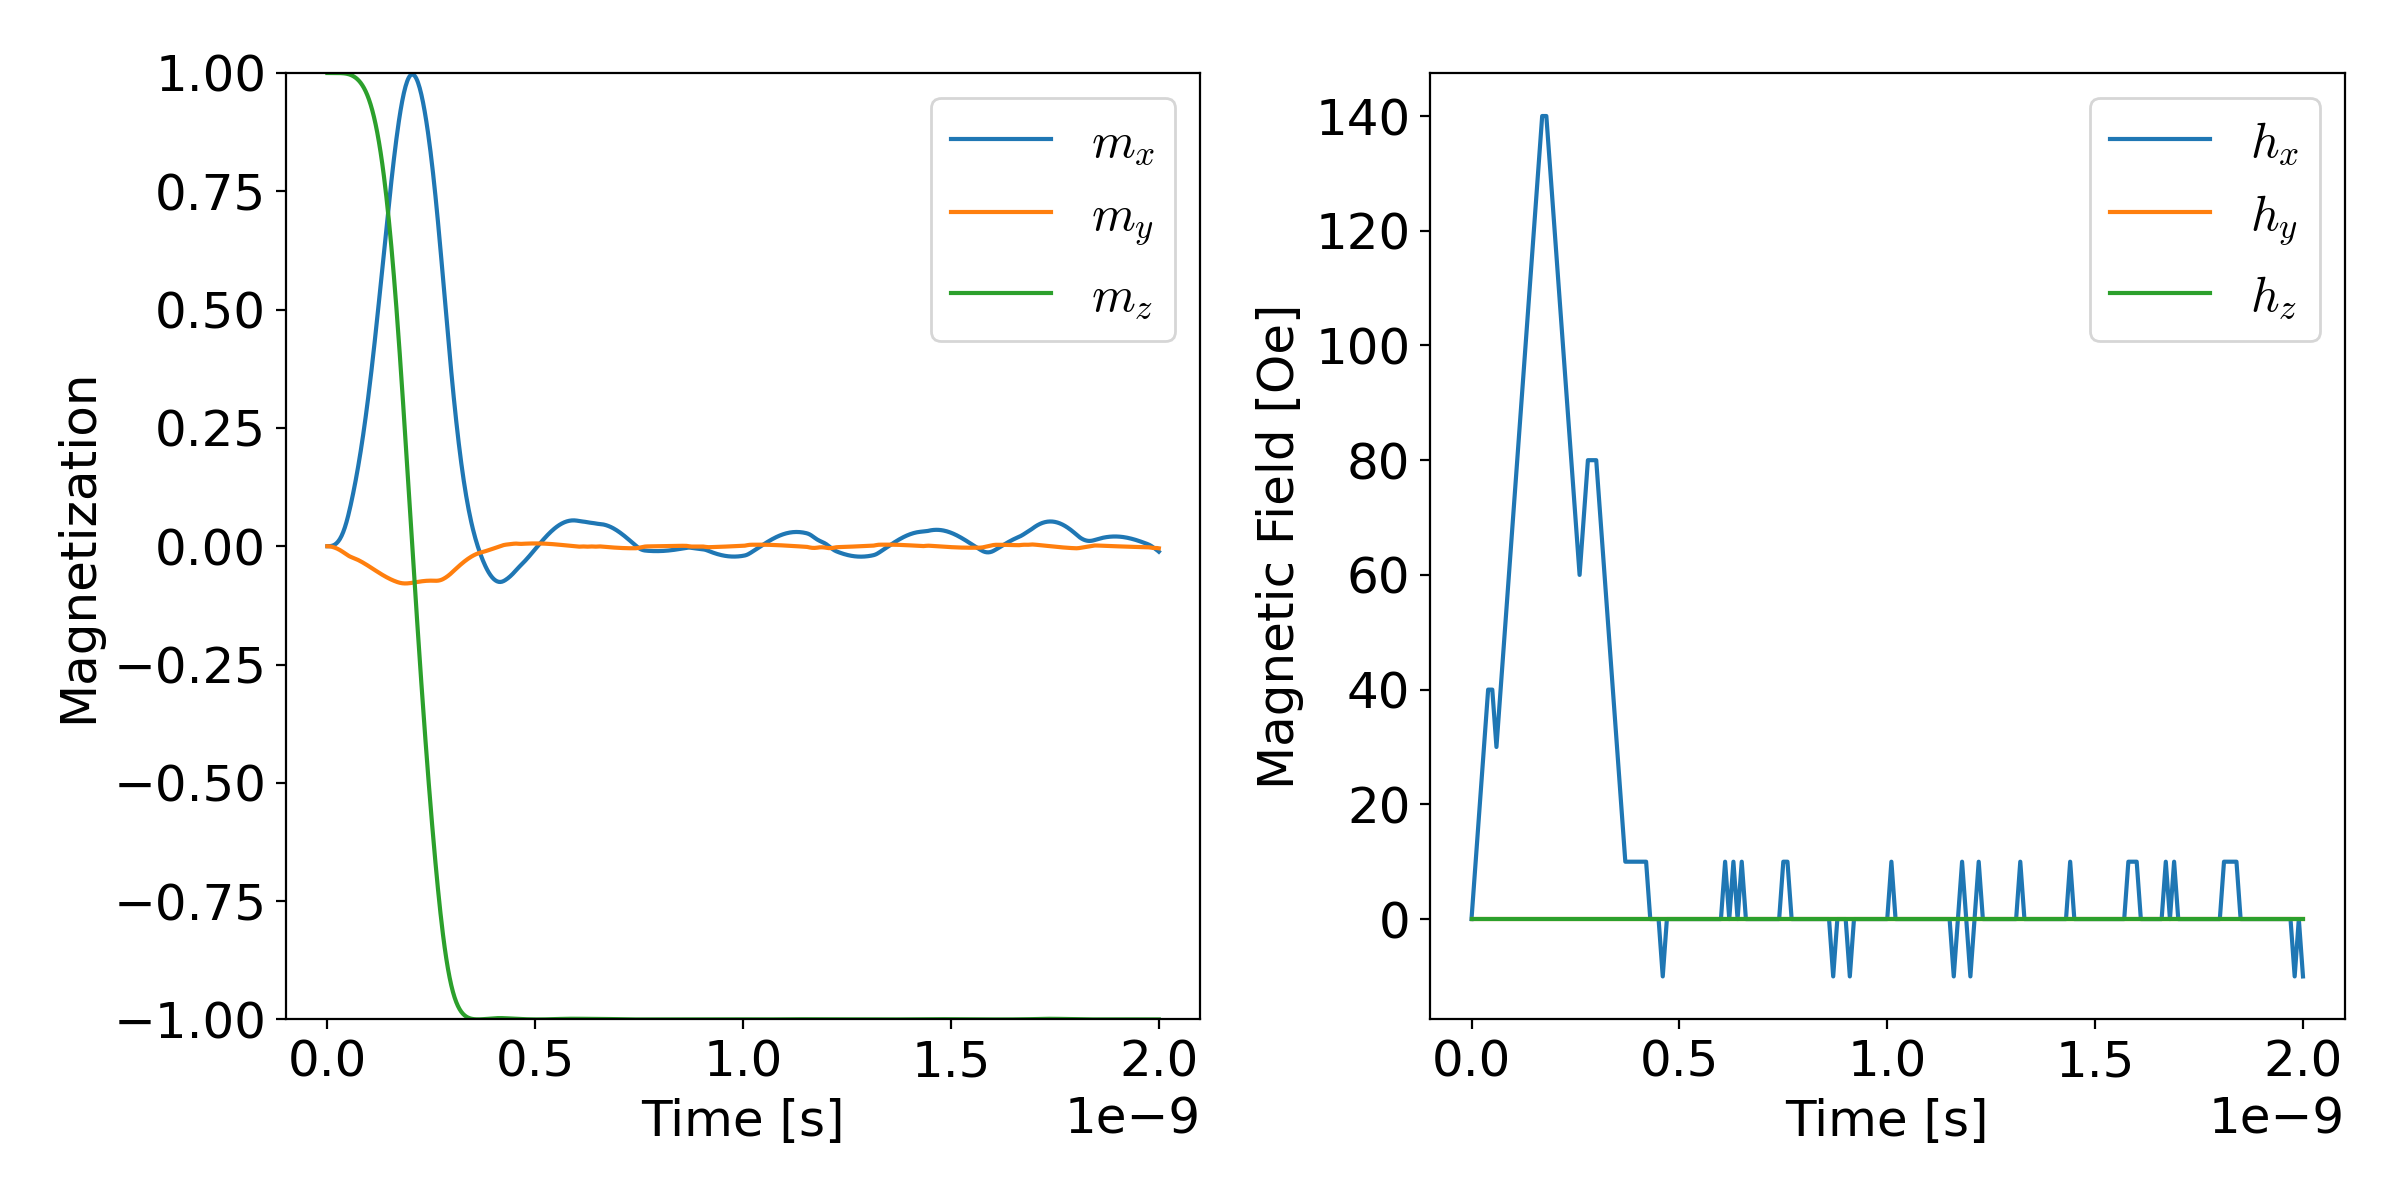 1.00
0.75
0.50
0.25
0.00
−0.25
−0.50
−0.75
−1.00
Magnetization
m_x
m_y
m_z
0.0 0.5 1.0 1.5 2.0
Time [s]
1e−9
140
120
100
80
60
40
20
0
Magnetic Field [Oe]
h_x
h_y
h_z
0.0 0.5 1.0 1.5 2.0
Time [s]
1e−9